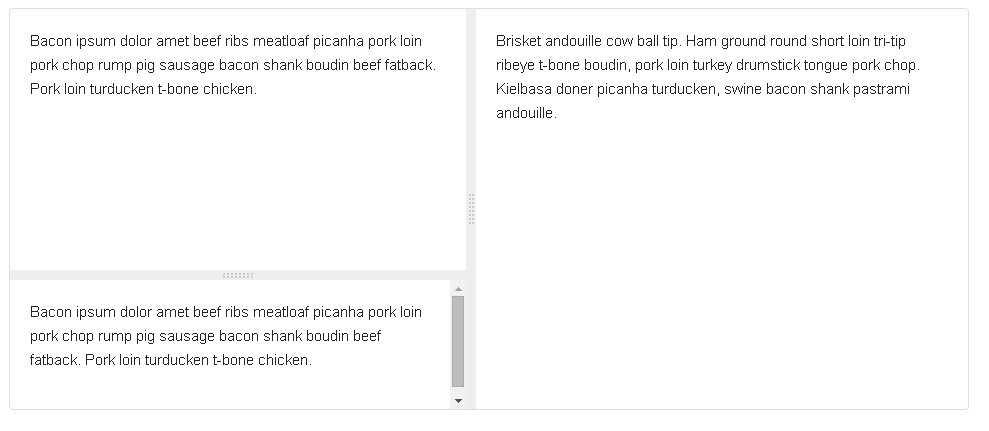 Bacon ipsum dolor amet beef ribs meatloaf picanha pork loin
pork chop rump pig sausage bacon shank boudin beef fatback.
Pork loin turducken t-bone chicken.
Bacon ipsum dolor amet beef ribs meatloaf picanha pork loin
pork chop rump pig sausage bacon shank boudin beef
fatback. Pork loin turducken t-bone chicken.
Brisket andouille cow ball tip. Ham ground round short loin tri-tip
ribeye t-bone boudin, pork loin turkey drumstick tongue pork chop.
Kielbasa doner picanha turducken, swine bacon shank pastrami
andouille.